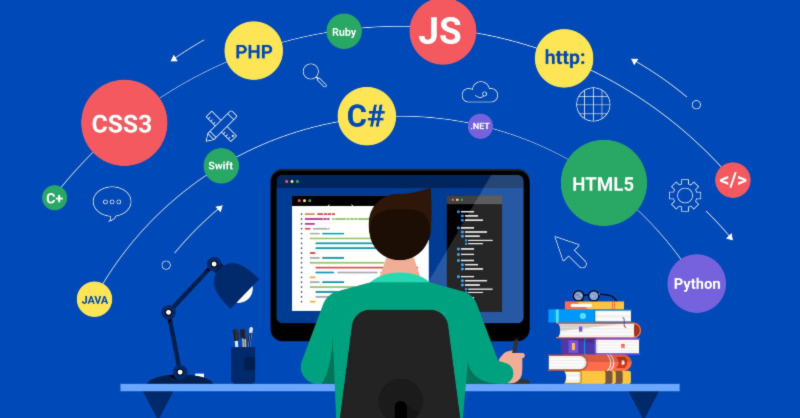 Ruby
JS
PHP
http:
CSS3
C#
.NET
Swift
HTML5
</>
C+
JAVA
Python